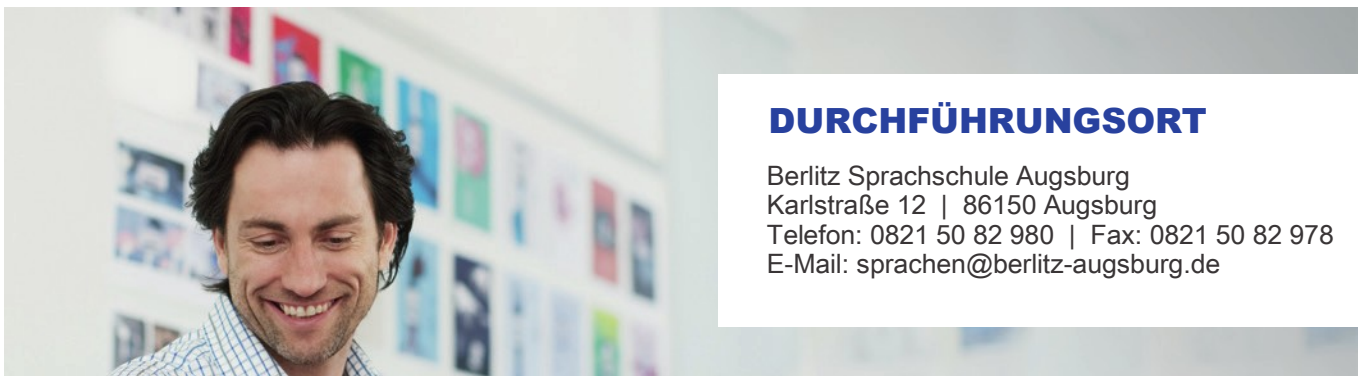 DURCHFÜHRUNGSORT
Berlitz Sprachschule Augsburg
Karlstraße 12 | 86150 Augsburg
Telefon: 0821 50 82 980 | Fax: 0821 50 82 978
E-Mail: sprachen@berlitz-augsburg.de